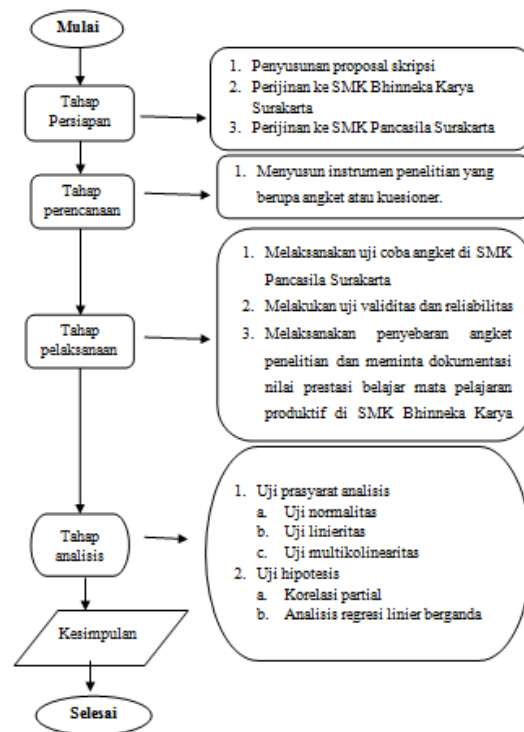 Mulai
Tahap
Persiapan
1. Penyusunan proposal skripsi
2. Perijinan ke SMK Bhinneka Karya
Surakarta
3. Perijinan ke SMK Pancasila Surakarta
Tahap
perencanaan
1. Menyusun instrumen penelitian yang
berupa angket atau kuesioner.
Tahap
pelaksanaan
1. Melaksanakan uji coba angket di SMK
Pancasila Surakarta
2. Melakukan uji validitas dan reliabilitas
3. Melaksanakan penyebaran angket
penelitian dan meminta dokumentasi
nilai prestasi belajar mata pelajaran
produktif di SMK Bhinneka Karya
Tahap
analisis
1. Uji prasyarat analisis
a. Uji normalitas
b. Uji linieritas
c. Uji multikolinearitas
2. Uji hipotesis
a. Korelasi partial
b. Analisis regresi linier berganda
Kesimpulan
Selesai